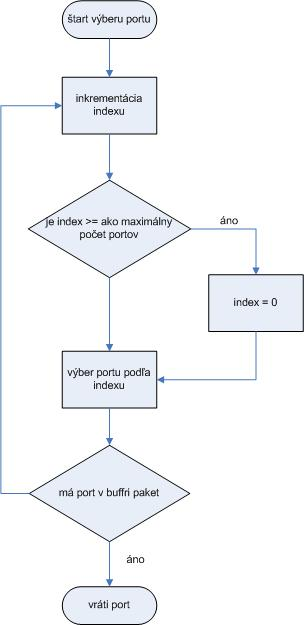 štart výberu portu
inkrementácia
indexu
je index >= ako maximálny
počet portov
áno
index = 0
výber portu podľa
indexu
má port v buffri paket
áno
vráti port